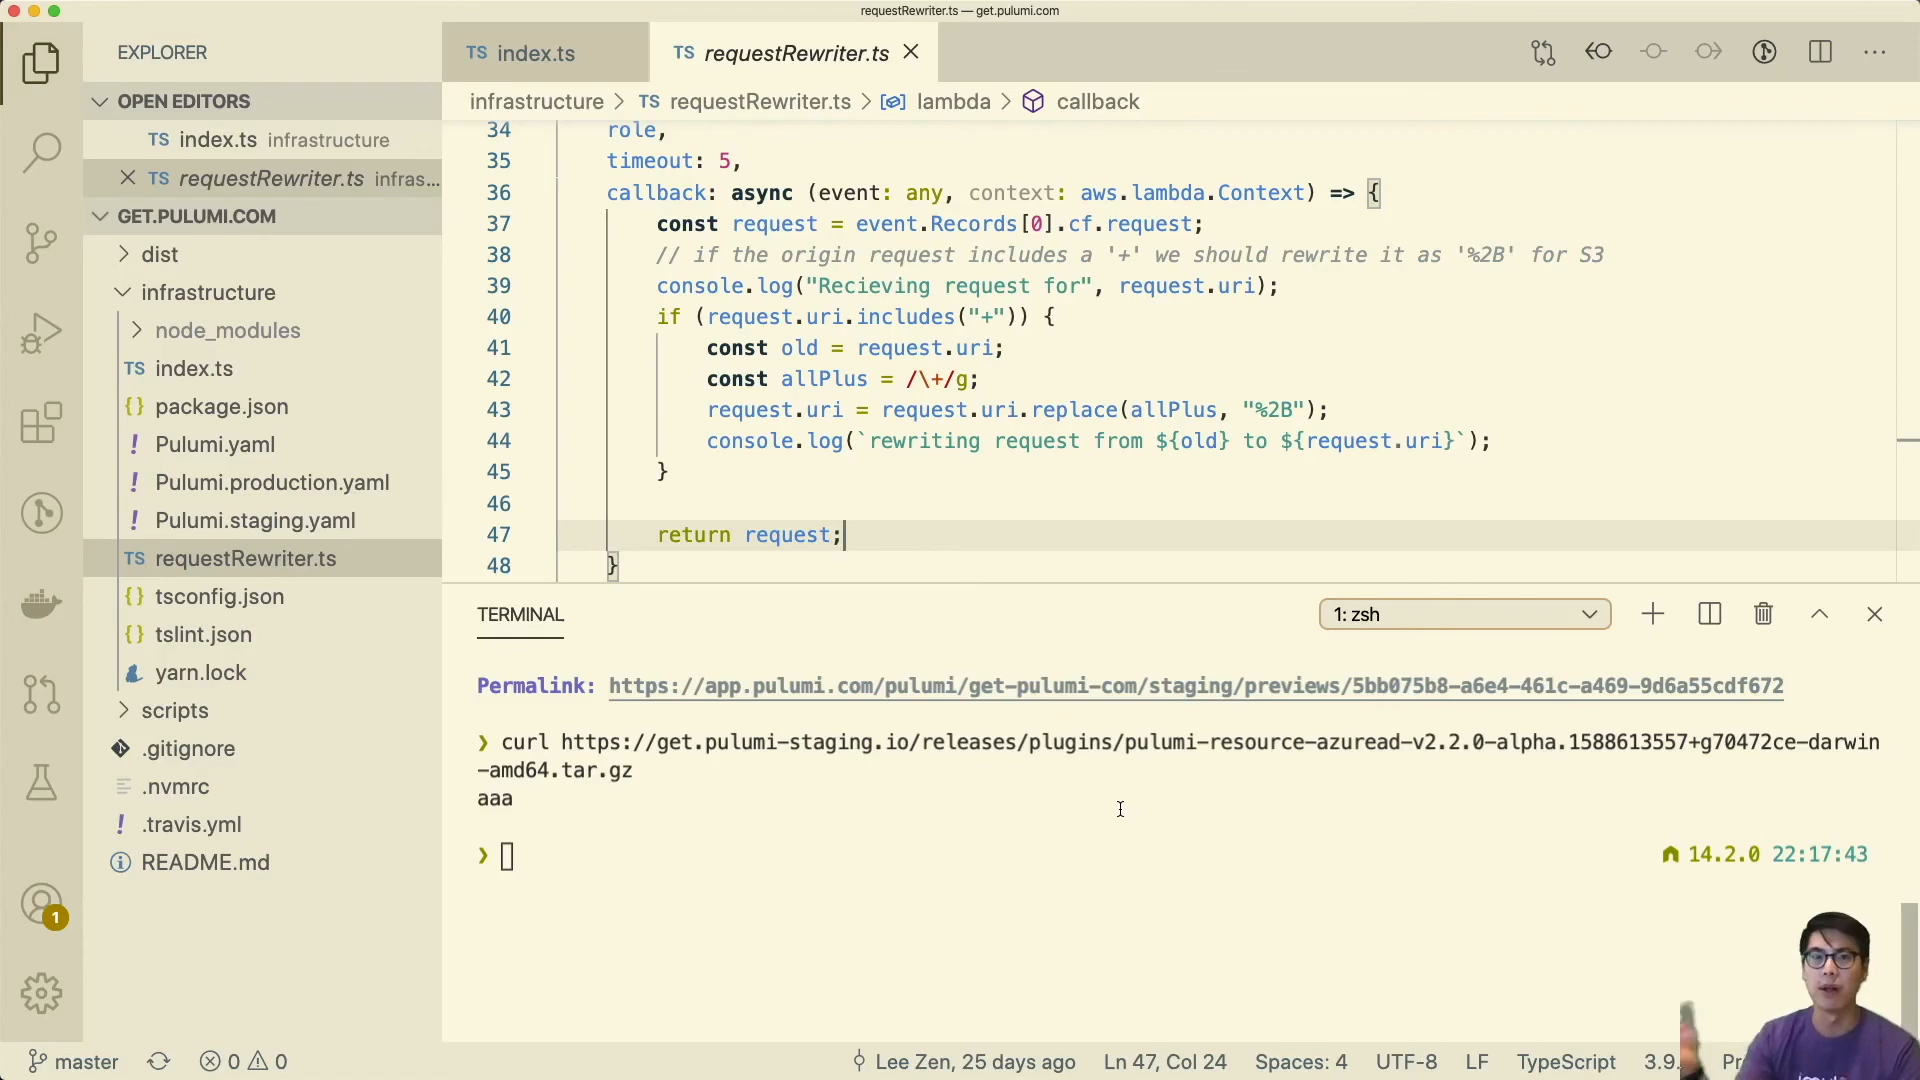 requestRewriter.ts — get.pulumi.com
EXPLORER
OPEN EDITORS
TS index.ts infrastructure
TS requestRewriter.ts infras...
GET.PULUMI.COM
dist
infrastructure
node_modules
TS index.ts
{} package.json
! Pulumi.yaml
! Pulumi.production.yaml
! Pulumi.staging.yaml
TS requestRewriter.ts
{} tsconfig.json
{} tslint.json
yarn.lock
scripts
.gitignore
.nvmrc
! .travis.yml
README.md
1
TS index.ts
TS requestRewriter.ts
infrastructure > TS requestRewriter.ts > lambda > callback
34 role,
35 timeout: 5,
36 callback: async (event: any, context: aws.lambda.Context) => {
37 const request = event.Records[0].cf.request;
38 // if the origin request includes a '+' we should rewrite it as '%2B' for S3
39 console.log("Recieving request for", request.uri);
40 if (request.uri.includes("+")) {
41 const old = request.uri;
42 const allPlus = /\+/g;
43 request.uri = request.uri.replace(allPlus, "%2B");
44 console.log(`rewriting request from ${old} to ${request.uri}`);
45 }
46
47 return request;
48 }
TERMINAL
1: zsh
Permalink: https://app.pulumi.com/pulumi/get-pulumi-com/staging/previews/5bb075b8-a6e4-461c-a469-9d6a55cdf672
❯ curl https://get.pulumi-staging.io/releases/plugins/pulumi-resource-azuread-v2.2.0-alpha.1588613557+g70472ce-darwin
-amd64.tar.gz
aaa
❯
14.2.0 22:17:43
master
0 0
Lee Zen, 25 days ago
Ln 47, Col 24
Spaces: 4
UTF-8
LF
TypeScript
3.9.